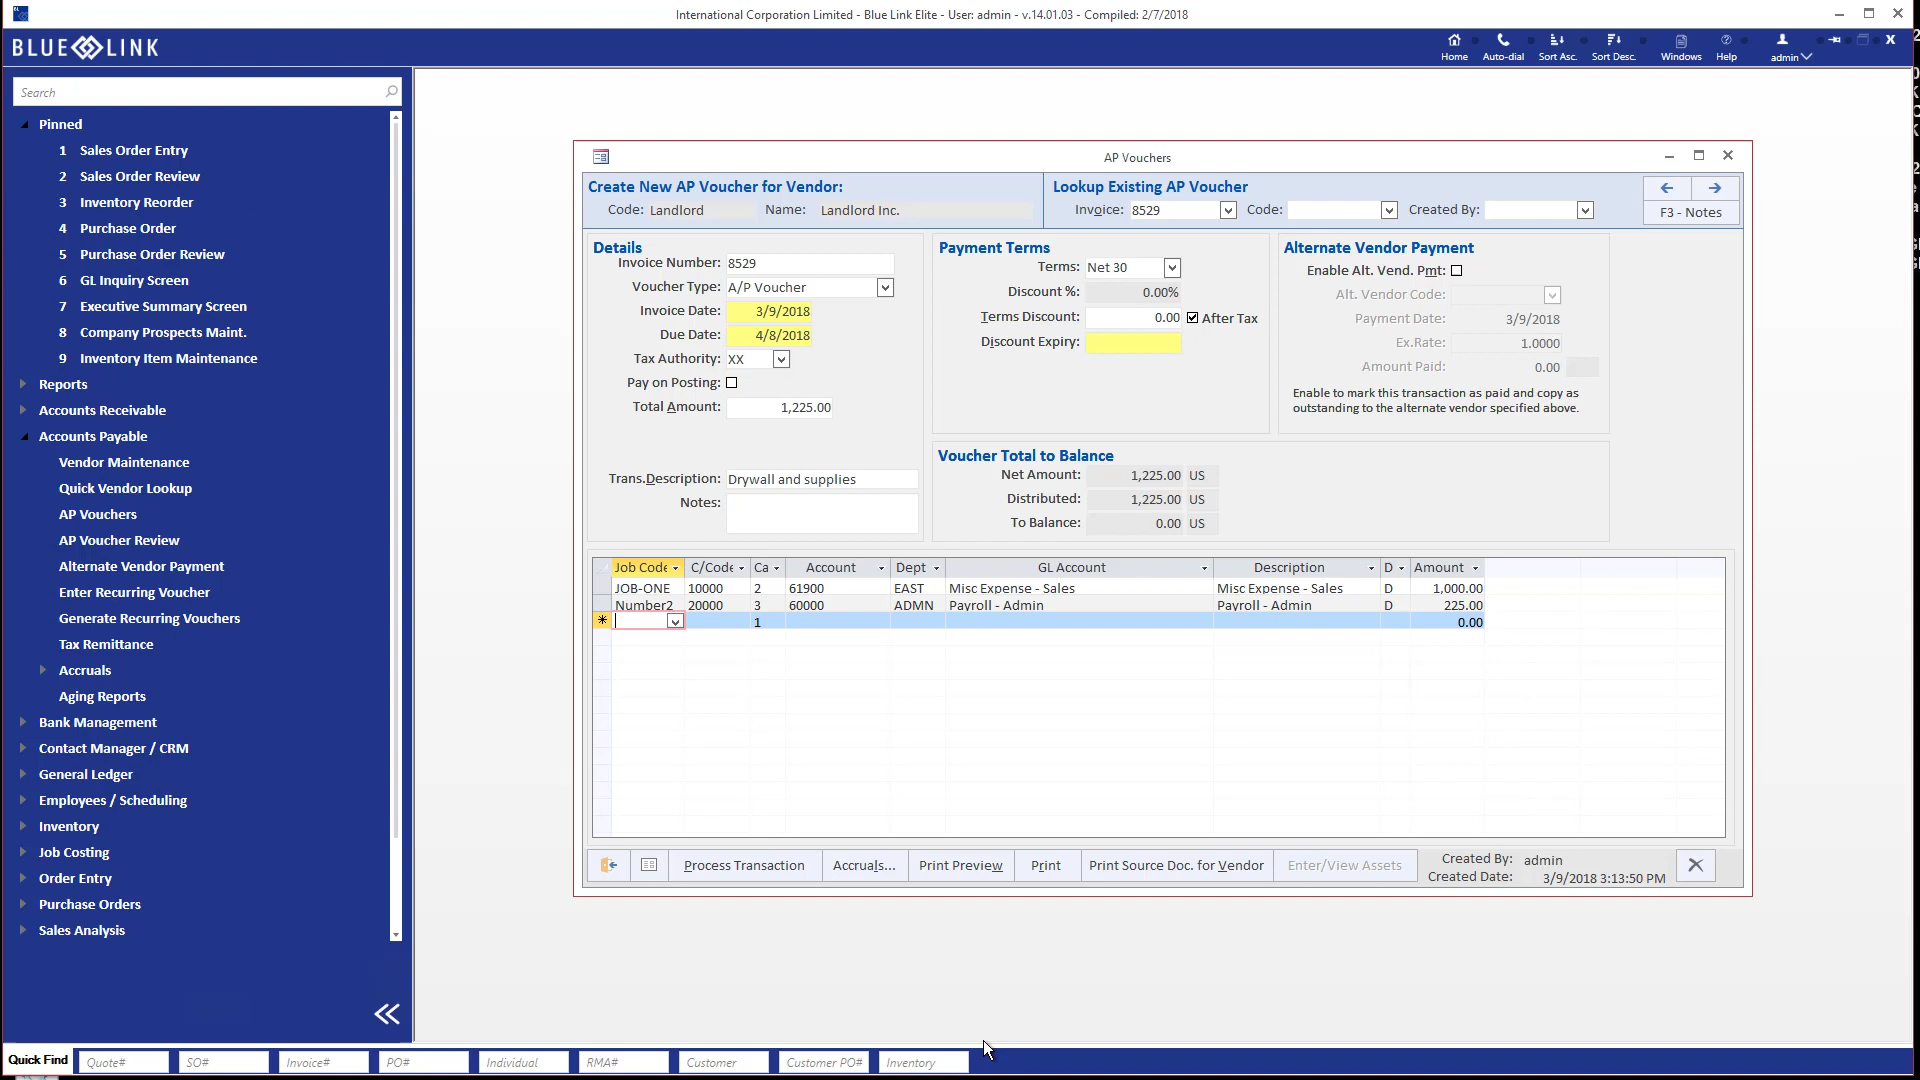 International Corporation Limited - Blue Link Elite - User: admin - v.14.01.03 - Compiled: 2/7/2018
BLUE LINK
Home Auto-dial Sort Asc. Sort Desc. Windows Help admin
Search
Pinned
1 Sales Order Entry
2 Sales Order Review
3 Inventory Reorder
4 Purchase Order
5 Purchase Order Review
6 GL Inquiry Screen
7 Executive Summary Screen
8 Company Prospects Maint.
9 Inventory Item Maintenance
Reports
Accounts Receivable
Accounts Payable
Vendor Maintenance
Quick Vendor Lookup
AP Vouchers
AP Voucher Review
Alternate Vendor Payment
Enter Recurring Voucher
Generate Recurring Vouchers
Tax Remittance
Accruals
Aging Reports
Bank Management
Contact Manager / CRM
General Ledger
Employees / Scheduling
Inventory
Job Costing
Order Entry
Purchase Orders
Sales Analysis
AP Vouchers
Create New AP Voucher for Vendor:
Code: Landlord Name: Landlord Inc.
Lookup Existing AP Voucher
Invoice: 8529 Code: Created By:
F3 - Notes
Details
Invoice Number: 8529
Voucher Type: A/P Voucher
Invoice Date: 3/9/2018
Due Date: 4/8/2018
Tax Authority: XX
Pay on Posting:
Total Amount: 1,225.00
Trans.Description: Drywall and supplies
Notes:
Payment Terms
Terms: Net 30
Discount %: 0.00%
Terms Discount: 0.00 After Tax
Discount Expiry:
Alternate Vendor Payment
Enable Alt. Vend. Pmt:
Alt. Vendor Code:
Payment Date: 3/9/2018
Ex.Rate: 1.0000
Amount Paid: 0.00
Enable to mark this transaction as paid and copy as
outstanding to the alternate vendor specified above.
Voucher Total to Balance
Net Amount: 1,225.00 US
Distributed: 1,225.00 US
To Balance: 0.00 US
Job Code C/Code Ca Account Dept GL Account Description D Amount
JOB-ONE 10000 2 61900 EAST Misc Expense - Sales Misc Expense - Sales D 1,000.00
Number2 20000 3 60000 ADMN Payroll - Admin Payroll - Admin D 225.00
* 1 0.00
Process Transaction Accruals... Print Preview Print Print Source Doc. for Vendor Enter/View Assets
Created By: admin
Created Date: 3/9/2018 3:13:50 PM
Quick Find Quote# SO# Invoice# PO# Individual RMA# Customer Customer PO# Inventory